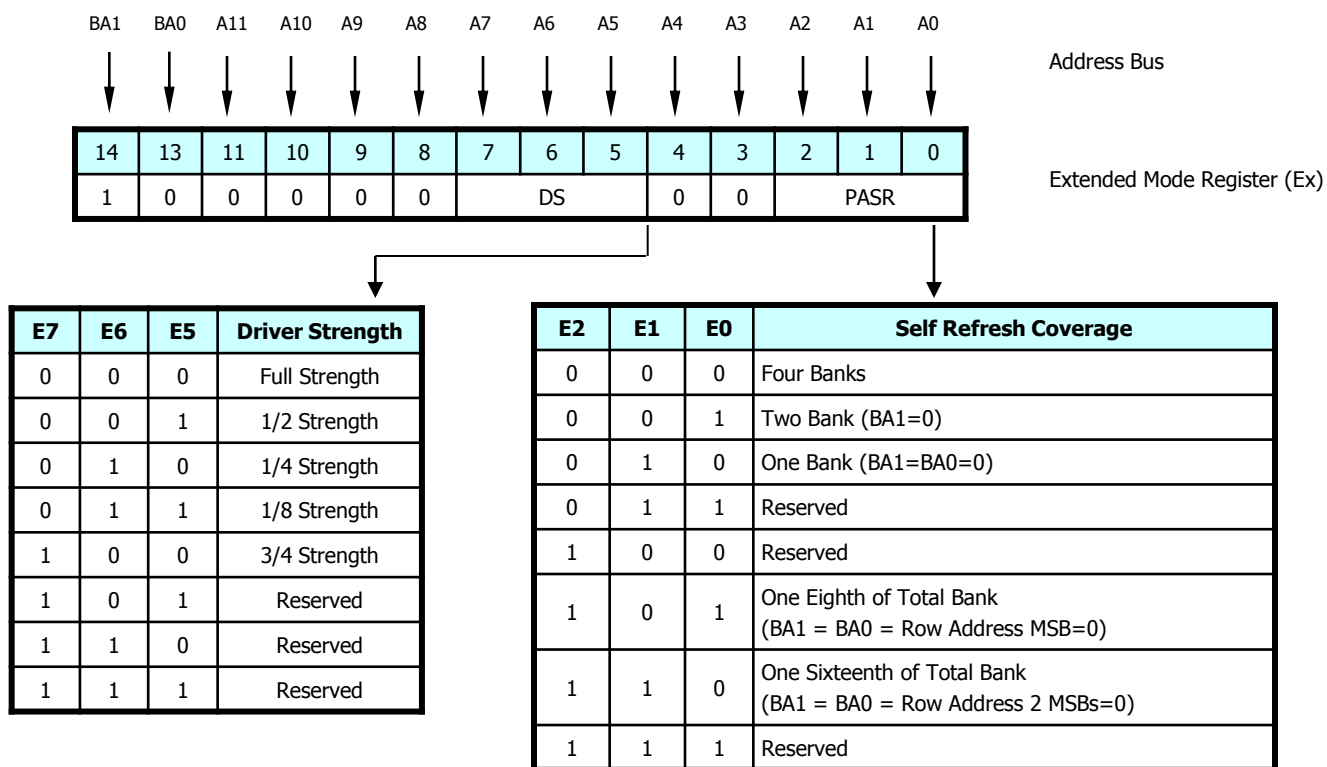 BA1 BA0 A11 A10 A9 A8 A7 A6 A5 A4 A3 A2 A1 A0
Address Bus
14 13 11 10 9 8 7 6 5 4 3 2 1 0
1 0 0 0 0 0 DS 0 0 PASR
Extended Mode Register (Ex)
E7 E6 E5 Driver Strength
0 0 0 Full Strength
0 0 1 1/2 Strength
0 1 0 1/4 Strength
0 1 1 1/8 Strength
1 0 0 3/4 Strength
1 0 1 Reserved
1 1 0 Reserved
1 1 1 Reserved
E2 E1 E0 Self Refresh Coverage
0 0 0 Four Banks
0 0 1 Two Bank (BA1=0)
0 1 0 One Bank (BA1=BA0=0)
0 1 1 Reserved
1 0 0 Reserved
1 0 1 One Eighth of Total Bank
(BA1 = BA0 = Row Address MSB=0)
1 1 0 One Sixteenth of Total Bank
(BA1 = BA0 = Row Address 2 MSBs=0)
1 1 1 Reserved